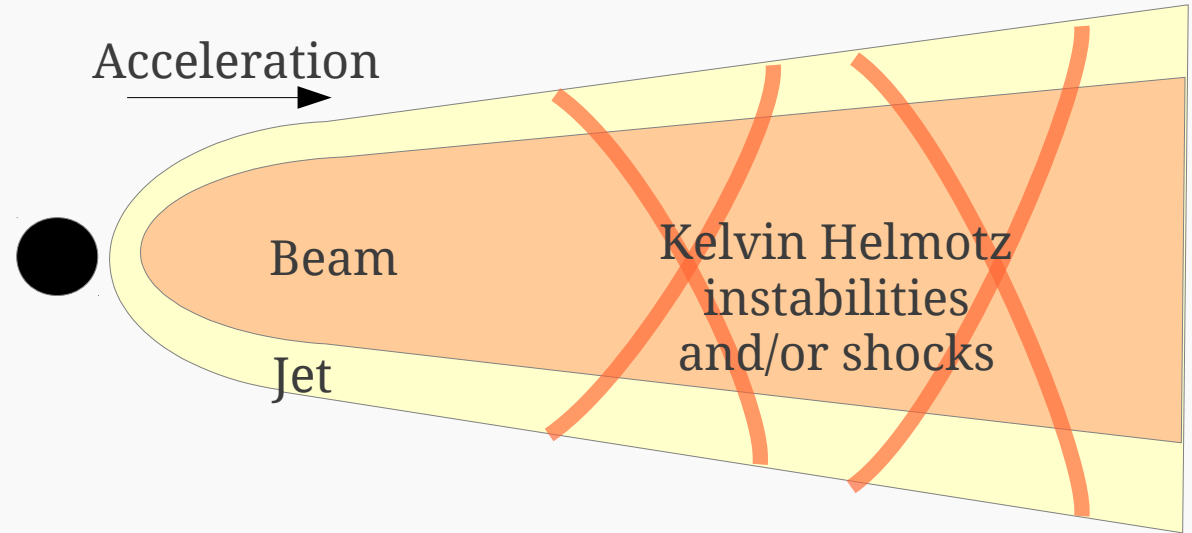 Acceleration
Beam
Kelvin Helmotz
instabilities
and/or shocks
Jet